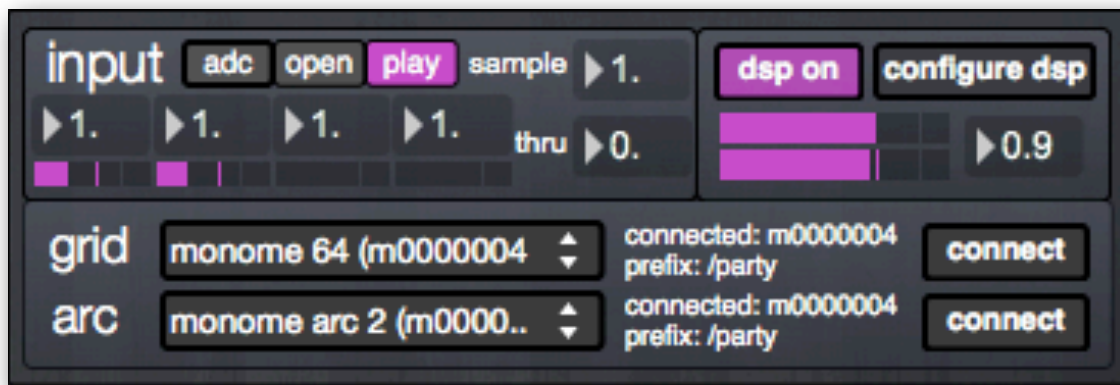 input adc open play sample 1. dsp on configure dsp
1. 1. 1. 1. thru 0. 0.9
grid monome 64 (m0000004 connected: m0000004 connect
prefix: /party
arc monome arc 2 (m0000.. connected: m0000004 connect
prefix: /party